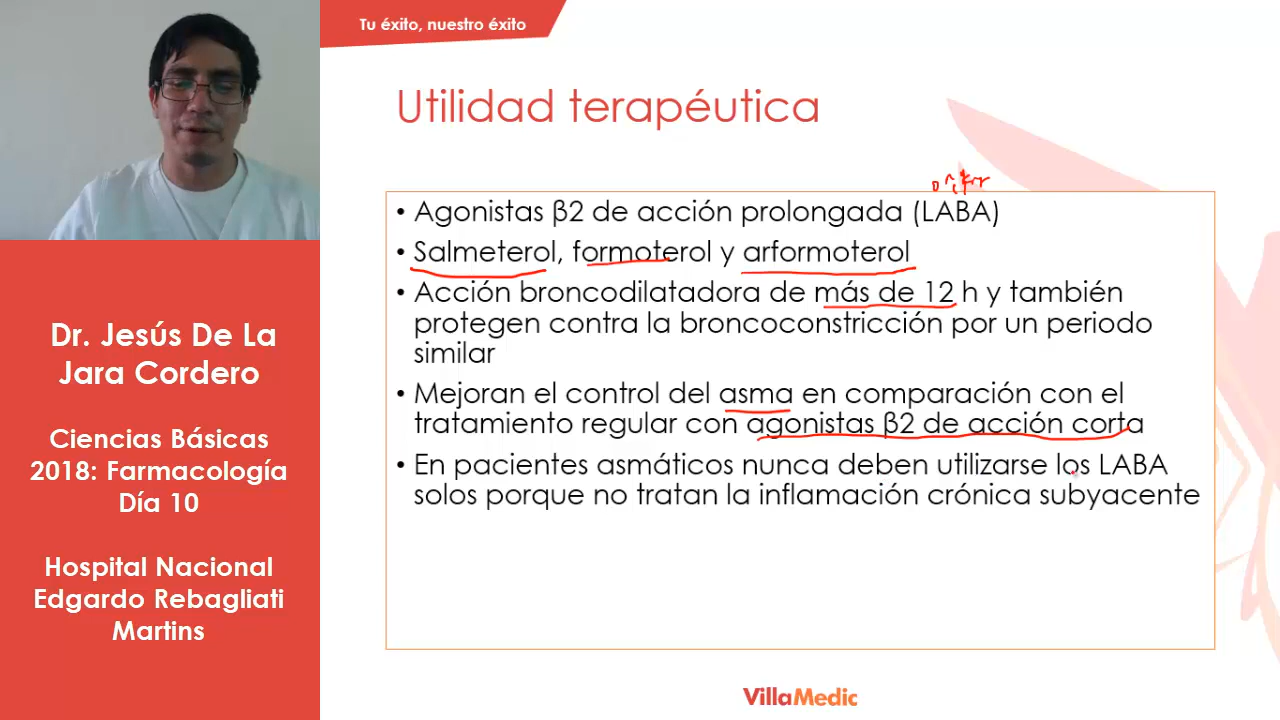 Tu éxito, nuestro éxito
Utilidad terapéutica
• Agonistas β2 de acción prolongada (LABA)
• Salmeterol, formoterol y arformoterol
• Acción broncodilatadora de más de 12 h y también
protegen contra la broncoconstricción por un periodo
similar
• Mejoran el control del asma en comparación con el
tratamiento regular con agonistas β2 de acción corta
• En pacientes asmáticos nunca deben utilizarse los LABA
solos porque no tratan la inflamación crónica subyacente
Dr. Jesús De La
Jara Cordero
Ciencias Básicas
2018: Farmacología
Día 10
Hospital Nacional
Edgardo Rebagliati
Martins
VillaMedic